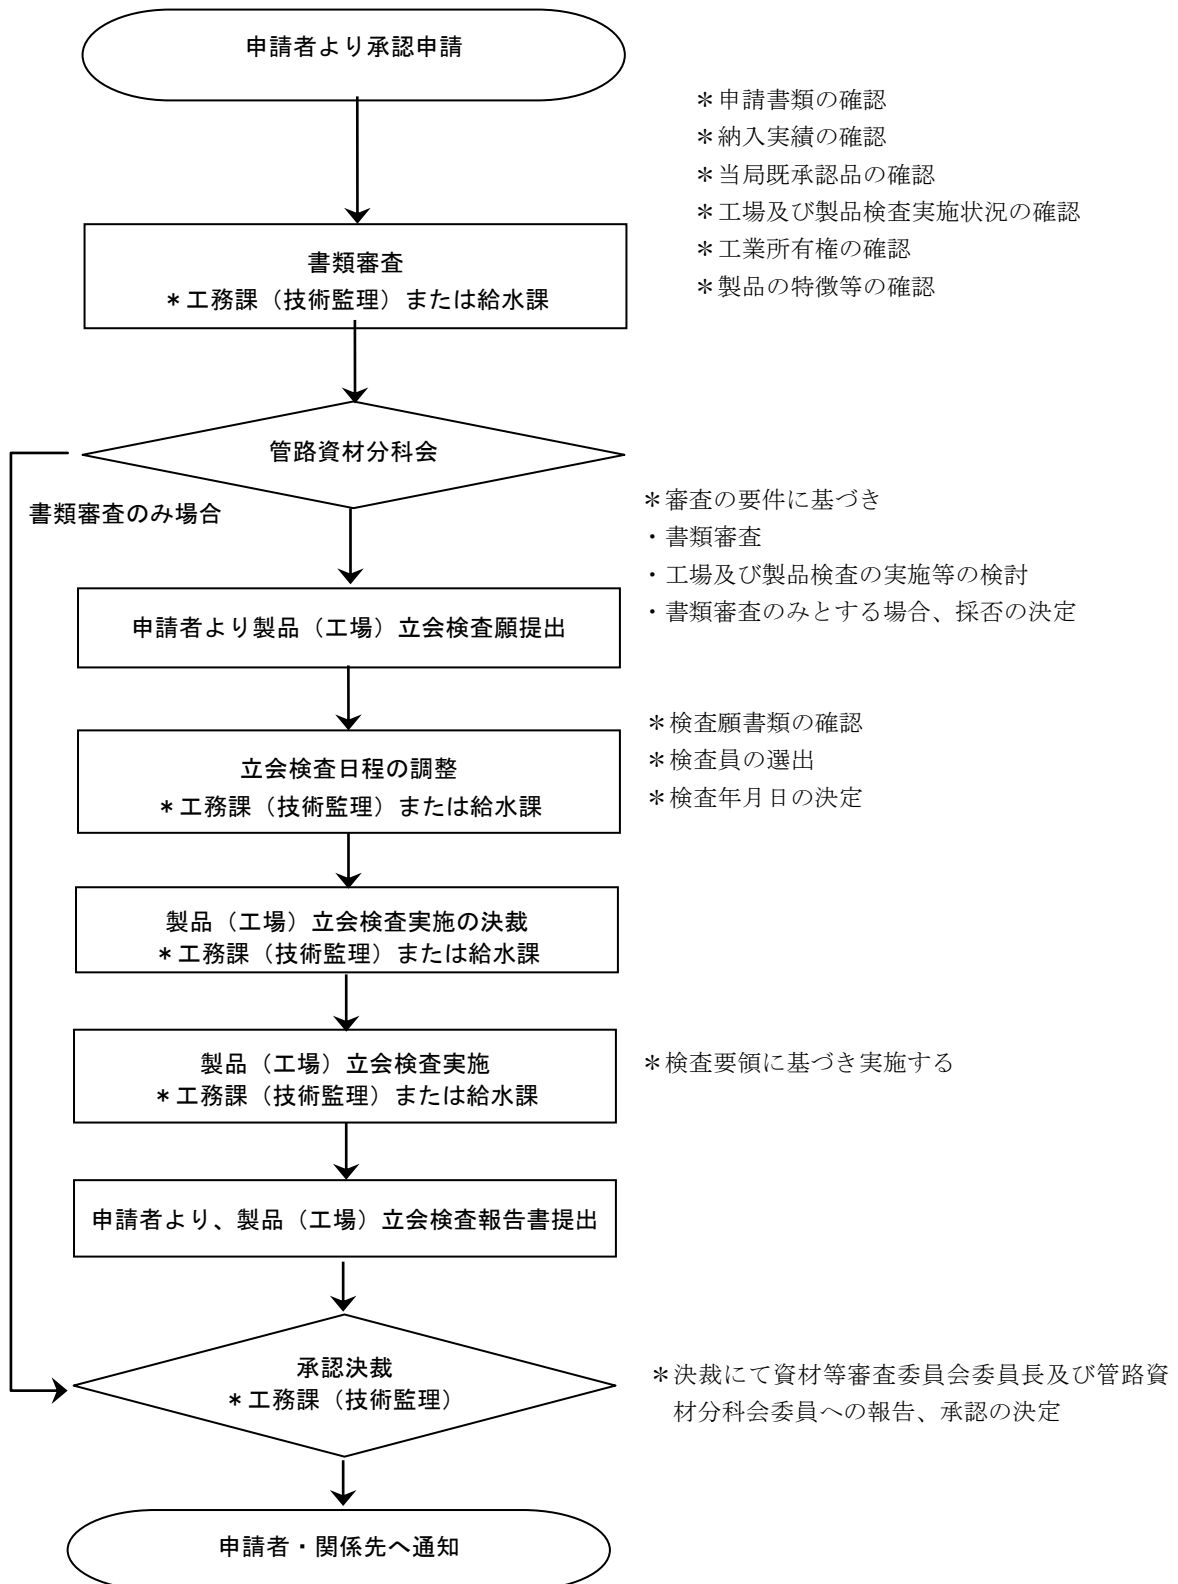 申請者より承認申請
＊申請書類の確認
＊納入実績の確認
＊当局既承認品の確認
＊工場及び製品検査実施状況の確認
＊工業所有権の確認
＊製品の特徴等の確認
書類審査
＊工務課（技術監理）または給水課
管路資材分科会
書類審査のみ場合
＊審査の要件に基づき
・書類審査
・工場及び製品検査の実施等の検討
・書類審査のみとする場合、採否の決定
申請者より製品（工場）立会検査願提出
立会検査日程の調整
＊工務課（技術監理）または給水課
＊検査願書類の確認
＊検査員の選出
＊検査年月日の決定
製品（工場）立会検査実施の決裁
＊工務課（技術監理）または給水課
製品（工場）立会検査実施
＊工務課（技術監理）または給水課
＊検査要領に基づき実施する
申請者より、製品（工場）立会検査報告書提出
承認決裁
＊工務課（技術監理）
＊決裁にて資材等審査委員会委員長及び管路資
材分科会委員への報告、承認の決定
申請者・関係先へ通知